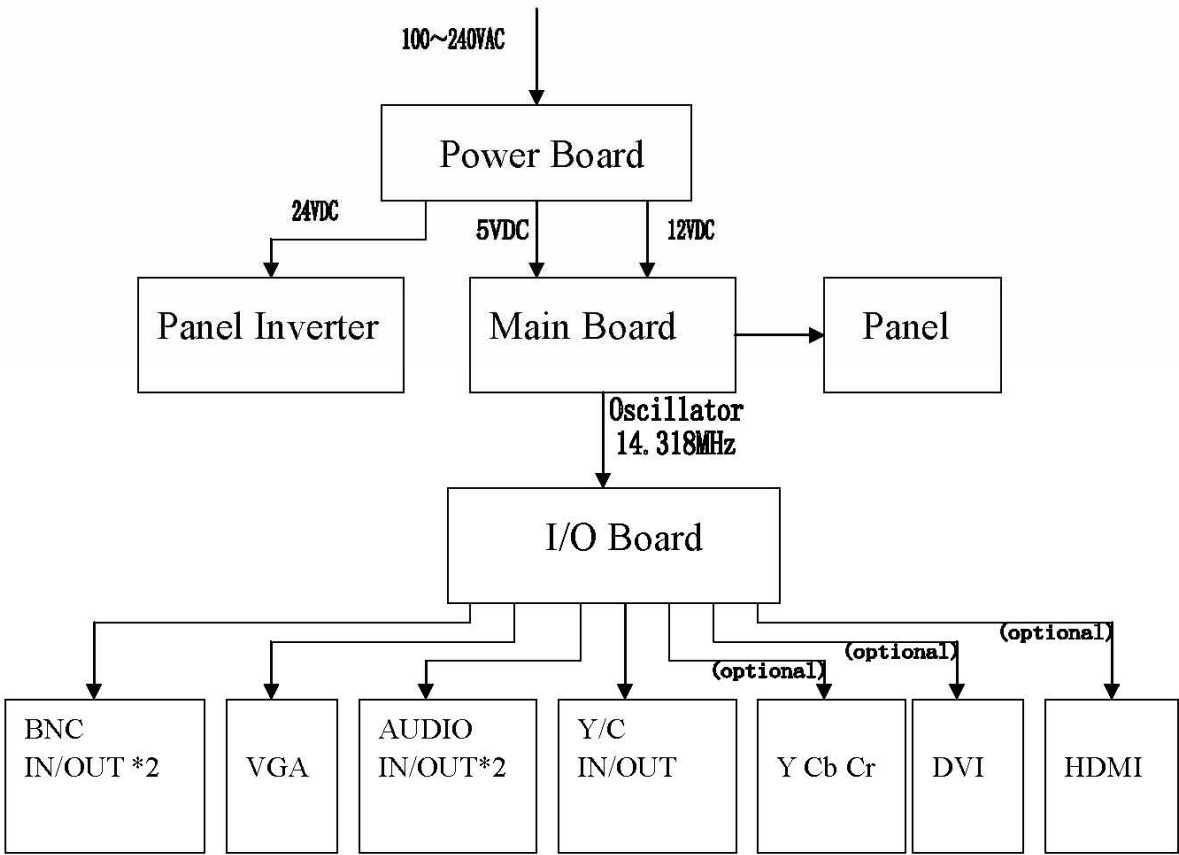 100~240VAC
Power Board
24VDC
5VDC
12VDC
Panel Inverter
Main Board
Panel
Oscillator
14.318MHz
I/O Board
(optional)
(optional)
(optional)
BNC
IN/OUT *2
VGA
AUDIO
IN/OUT*2
Y/C
IN/OUT
Y Cb Cr
DVI
HDMI